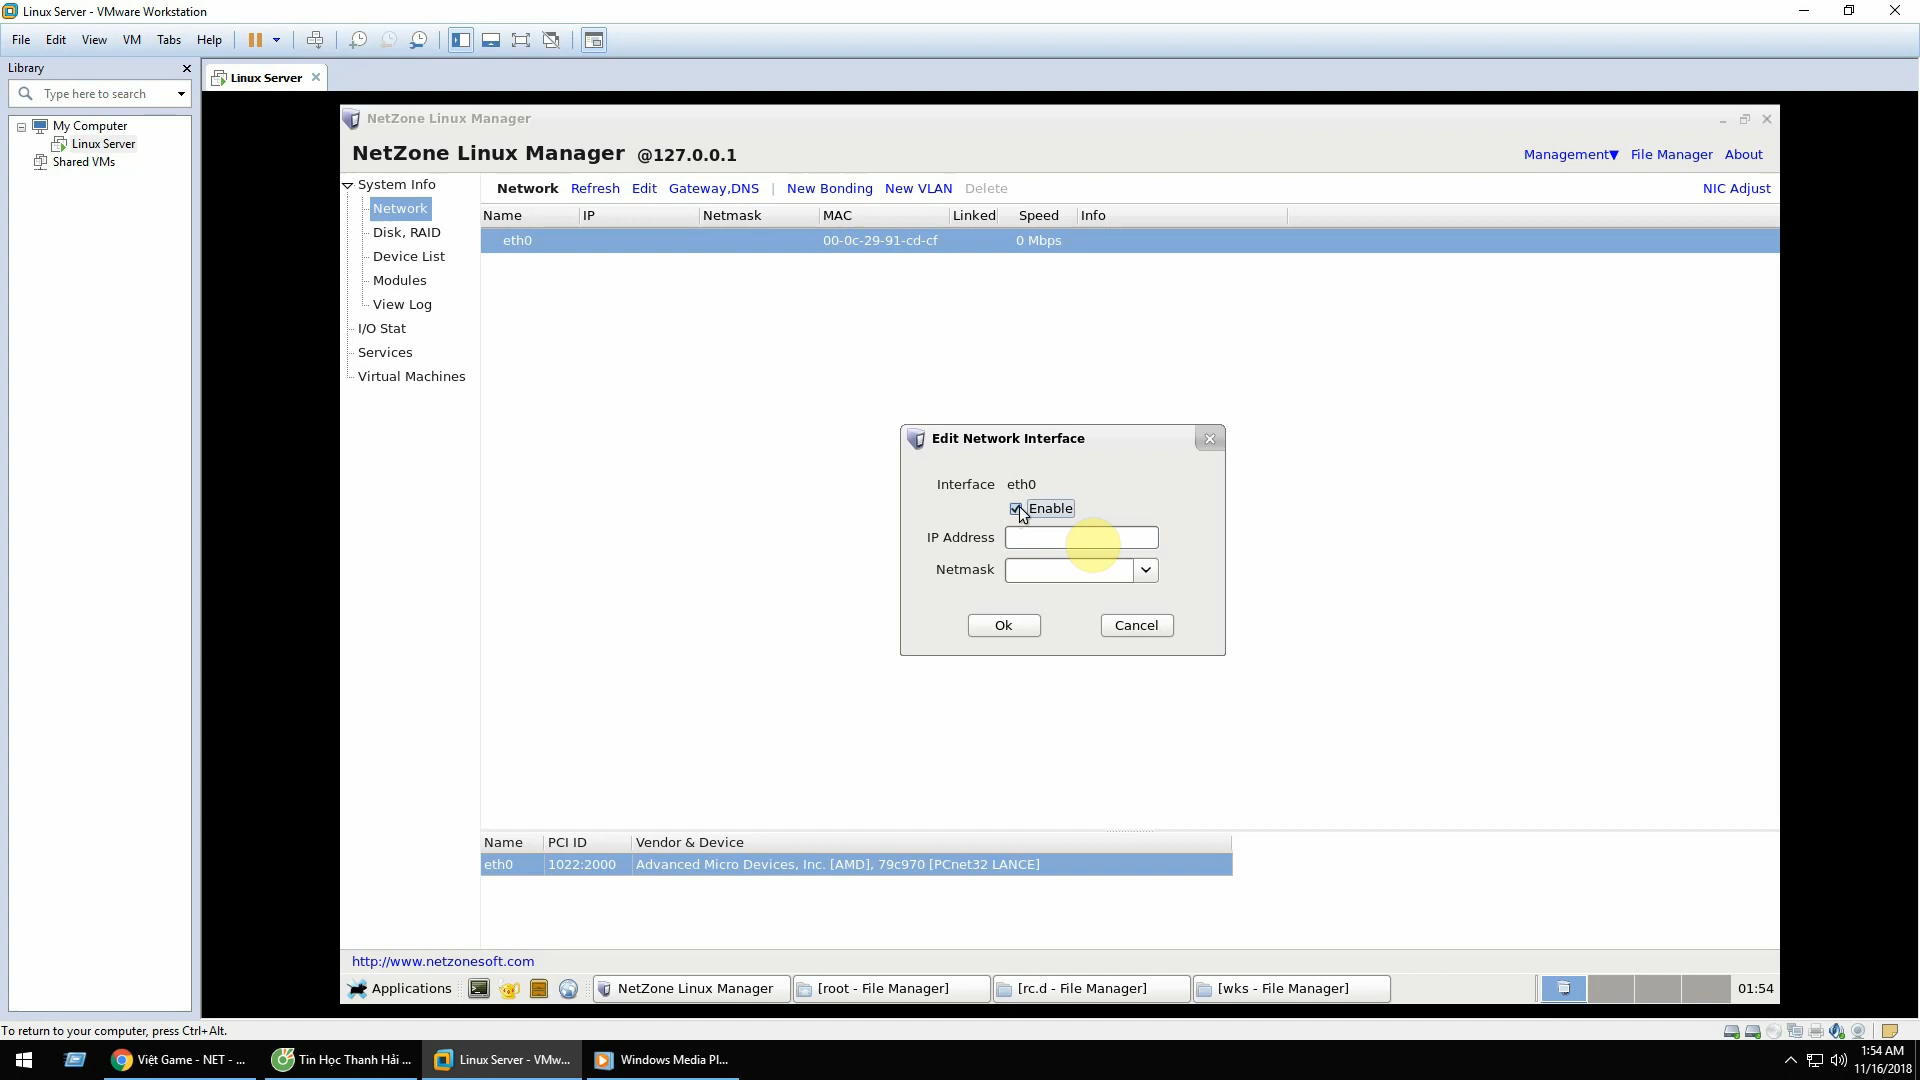 Linux Server - VMware Workstation
File Edit View VM Tabs Help
Library
Type here to search
My Computer
Linux Server
Shared VMs
Linux Server
NetZone Linux Manager
NetZone Linux Manager @127.0.0.1
Management▼ File Manager About
System Info
Network
Disk, RAID
Device List
Modules
View Log
I/O Stat
Services
Virtual Machines
Network Refresh Edit Gateway,DNS | New Bonding New VLAN Delete NIC Adjust
Name IP Netmask MAC Linked Speed Info
eth0 00-0c-29-91-cd-cf 0 Mbps
Edit Network Interface
Interface eth0
Enable
IP Address
Netmask
Ok Cancel
Name PCI ID Vendor & Device
eth0 1022:2000 Advanced Micro Devices, Inc. [AMD], 79c970 [PCnet32 LANCE]
http://www.netzonesoft.com
Applications NetZone Linux Manager [root - File Manager] [rc.d - File Manager] [wks - File Manager] 01:54
To return to your computer, press Ctrl+Alt.
Việt Game - NET - ... Tin Học Thanh Hải ... Linux Server - VMw... Windows Media Pl... 1:54 AM
11/16/2018